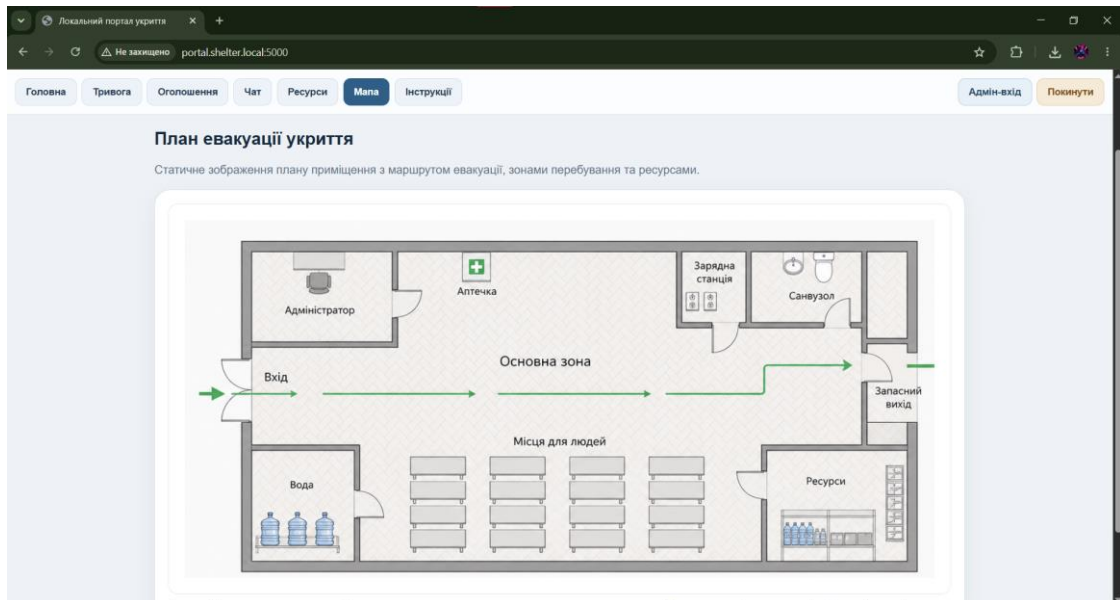 Локальний портал укриття
Не захищено portal.shelter.local:5000
Головна Тривога Оголошення Чат Ресурси Мапа Інструкції Адмін-вхід Покинути
План евакуації укриття
Статичне зображення плану приміщення з маршрутом евакуації, зонами перебування та ресурсами.
Адміністратор
Аптечка
Зарядна
станція
Санвузол
Вхід
Основна зона
Запасний
вихід
Місця для людей
Вода
Ресурси